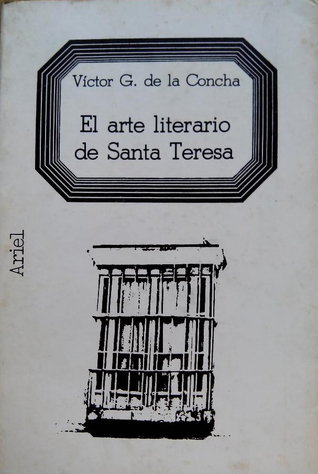 Víctor G. de la Concha
El arte literario
de Santa Teresa
Ariel